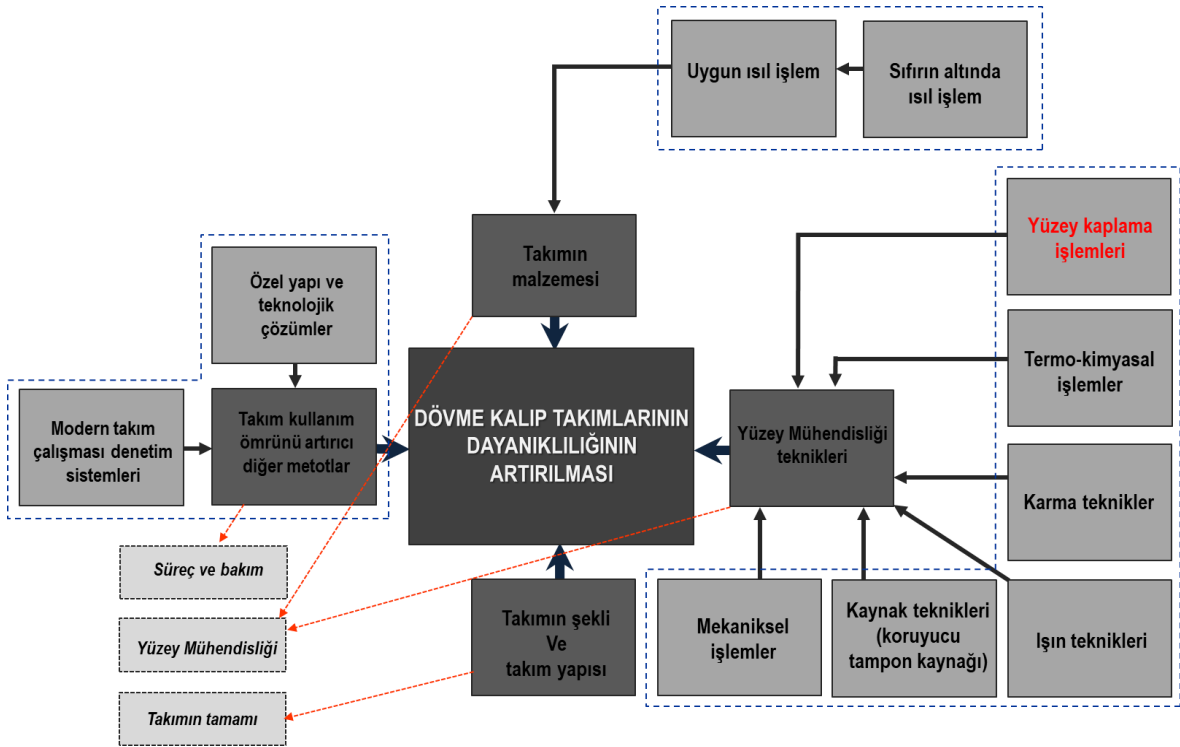 Uygun ısıl işlem
Sıfırın altında
ısıl işlem
Yüzey kaplama
işlemleri
Takımın
malzemesi
Özel yapı ve
teknolojik
çözümler
Termo-kimyasal
işlemler
Modern takım
çalışması denetim
sistemleri
Takım kullanım
ömrünü artırıcı
diğer metotlar
DÖVME KALIP TAKIMLARININ
DAYANIKLILIĞININ
ARTIRILMASI
Yüzey Mühendisliği
teknikleri
Karma teknikler
Süreç ve bakım
Yüzey Mühendisliği
Takımın tamamı
Takımın şekli
Ve
takım yapısı
Mekaniksel
işlemler
Kaynak teknikleri
(koruyucu
tampon kaynağı)
Işın teknikleri